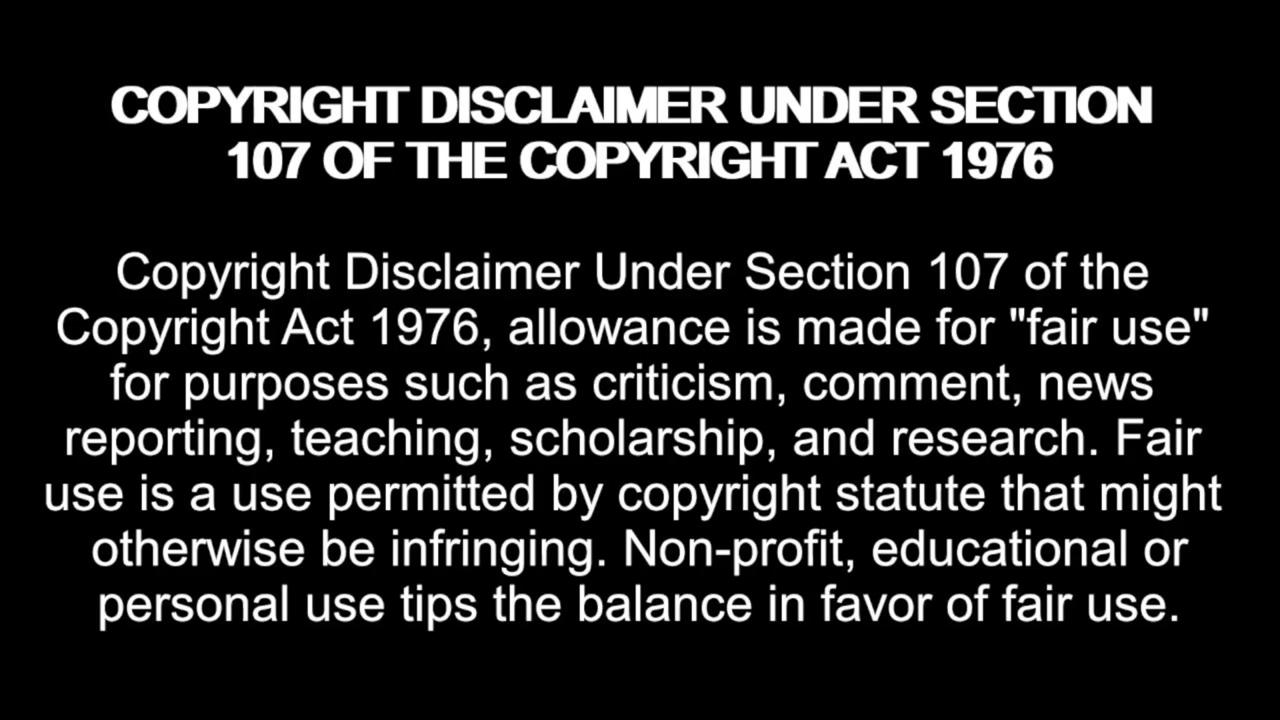 COPYRIGHT DISCLAIMER UNDER SECTION
107 OF THE COPYRIGHT ACT 1976
Copyright Disclaimer Under Section 107 of the
Copyright Act 1976, allowance is made for "fair use"
for purposes such as criticism, comment, news
reporting, teaching, scholarship, and research. Fair
use is a use permitted by copyright statute that might
otherwise be infringing. Non-profit, educational or
personal use tips the balance in favor of fair use.